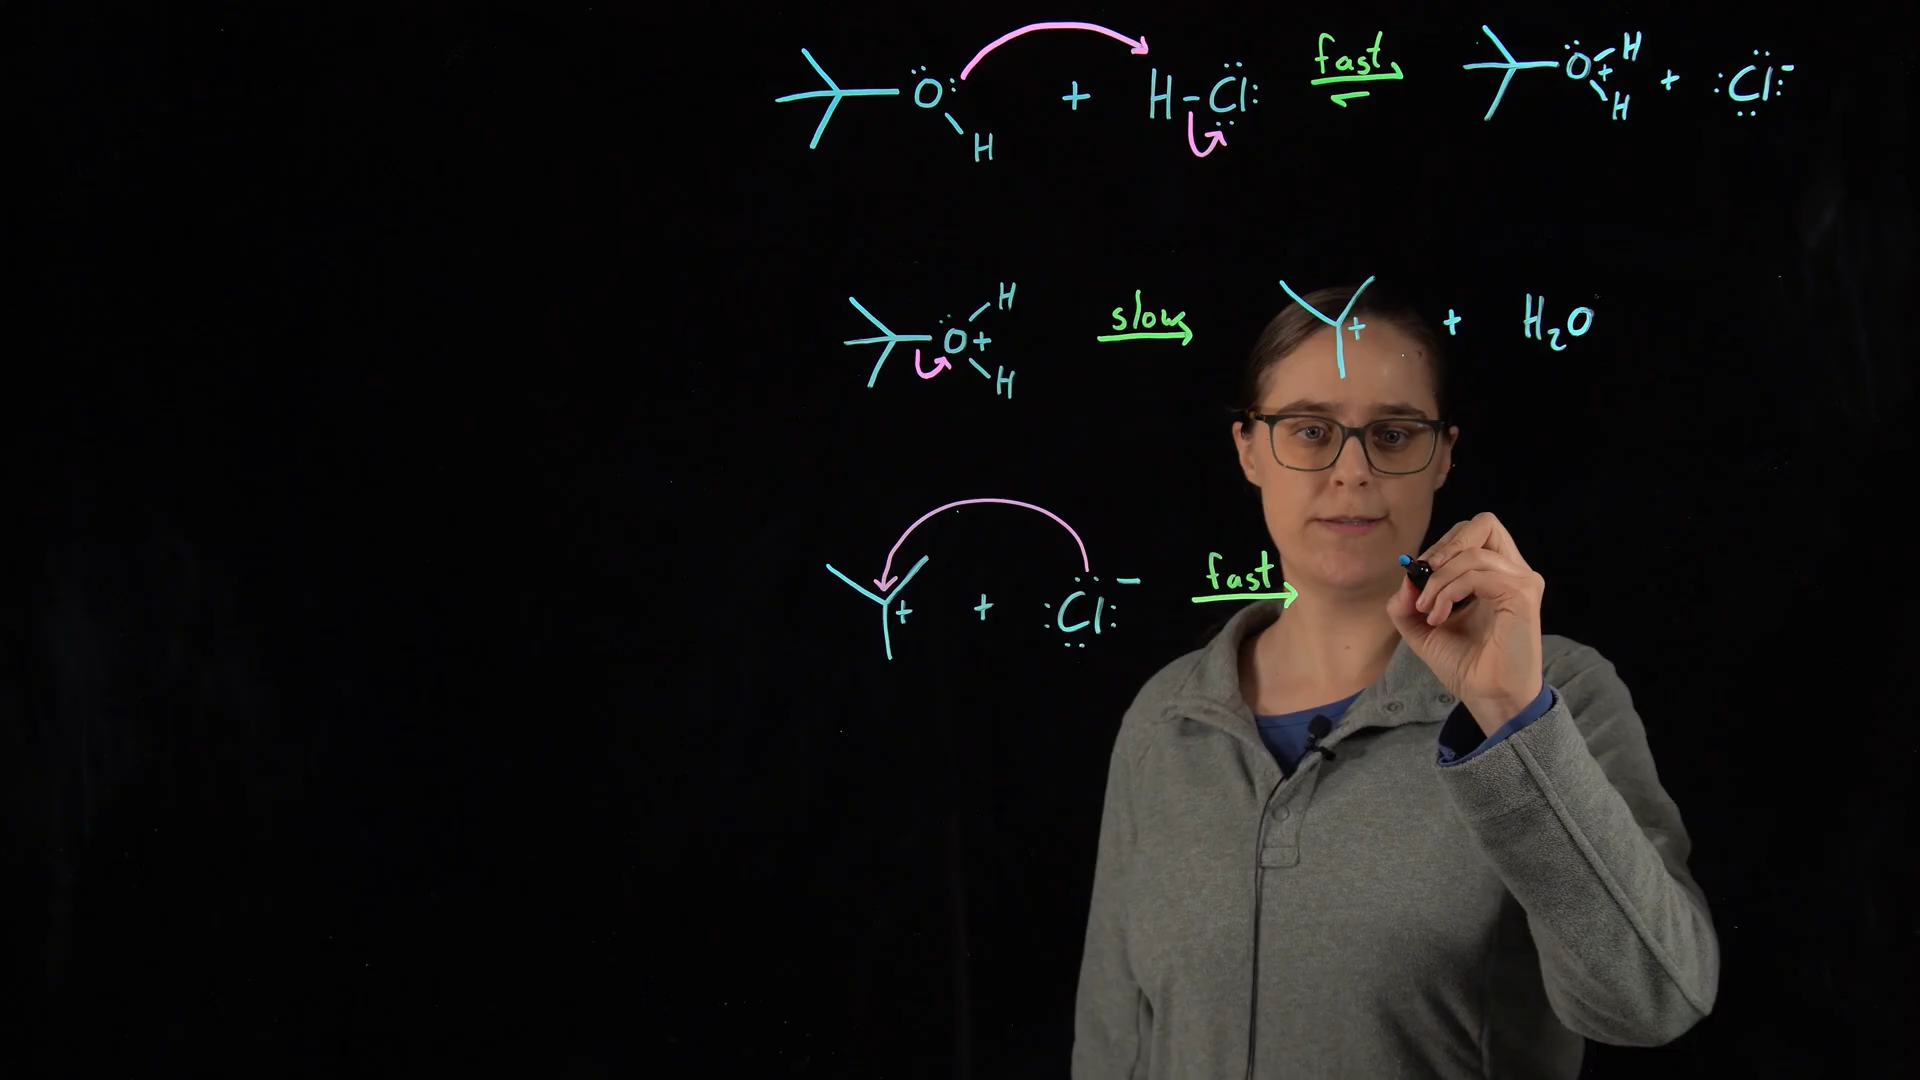 Ö: H + H-Cl: fast Ö+ H H + :Cl:-
Ö+ H H slow + + H2O
+ + :Cl:- fast